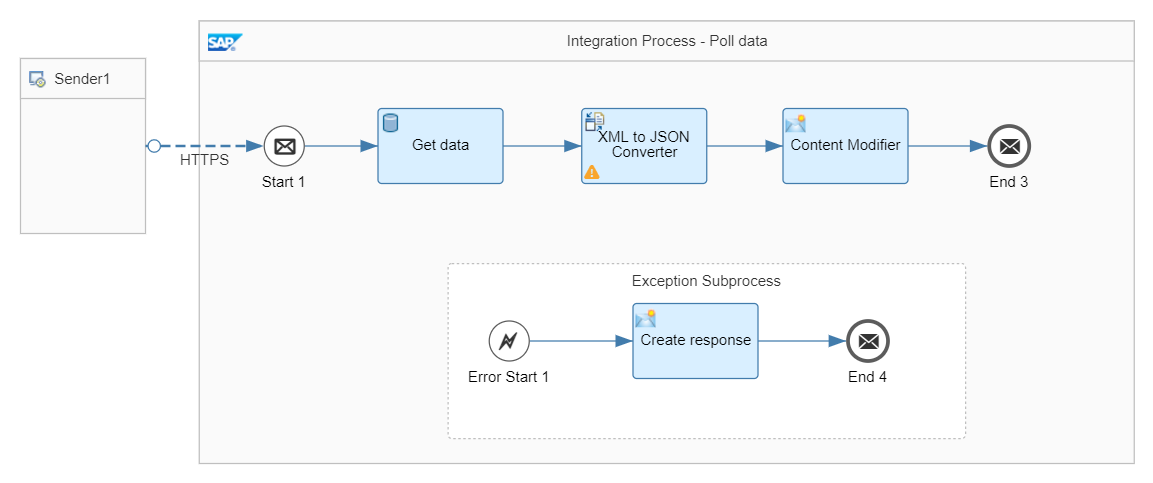 SAP
Integration Process - Poll data
Sender1
HTTPS
Start 1
Get data
XML to JSON
Converter
Content Modifier
End 3
Exception Subprocess
Error Start 1
Create response
End 4